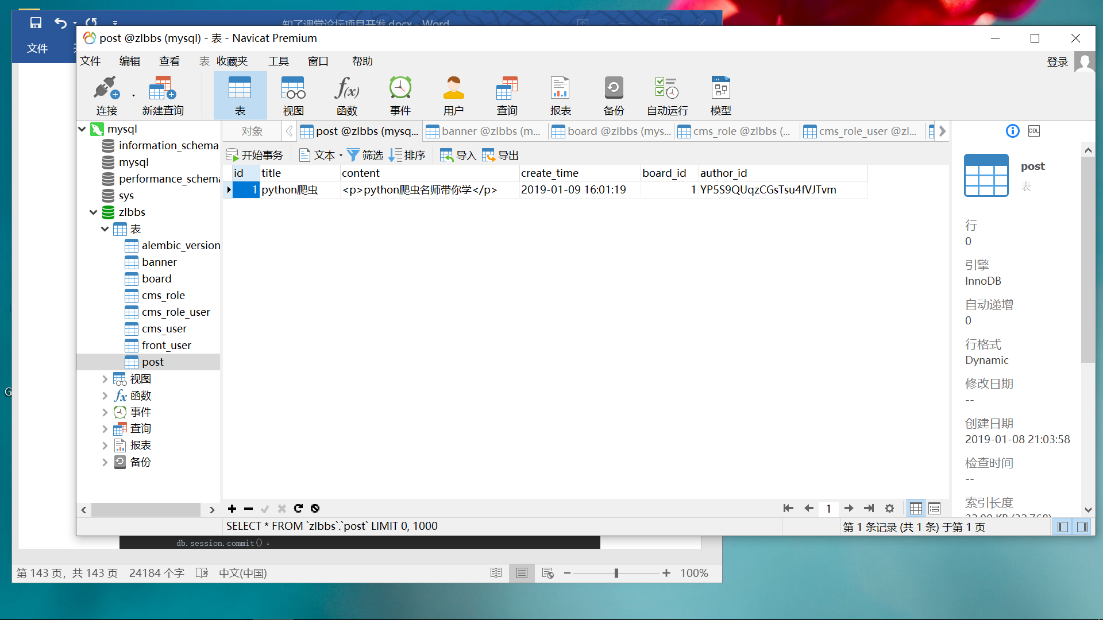 知了课堂论坛项目开发.docx - Word
文件
post @zlbbs (mysql) - 表 - Navicat Premium
文件 编辑 查看 表 收藏夹 工具 窗口 帮助 登录
连接 新建查询 表 视图 函数 事件 用户 查询 报表 备份 自动运行 模型
对象 post @zlbbs (mysq... banner @zlbbs (m... board @zlbbs (mys... cms_role @zlbbs (... cms_role_user @zl...
开始事务 文本 筛选 排序 导入 导出
id title content create_time board_id author_id
1 python爬虫 <p>python爬虫名师带你学</p> 2019-01-09 16:01:19 1 YP5S9QUqzCGsTsu4fVJTvm
mysql
information_schema
mysql
performance_schema
sys
zlbbs
表
alembic_version
banner
board
cms_role
cms_role_user
cms_user
front_user
post
视图
函数
事件
查询
报表
备份
post
表
行
0
引擎
InnoDB
自动递增
0
行格式
Dynamic
修改日期
--
创建日期
2019-01-08 21:03:58
检查时间
--
索引长度
1
SELECT * FROM `zlbbs`.`post` LIMIT 0, 1000
第 1 条记录 (共 1 条) 于第 1 页
db.session.commit()
第 143 页，共 143 页 24184 个字 中文(中国) 100%